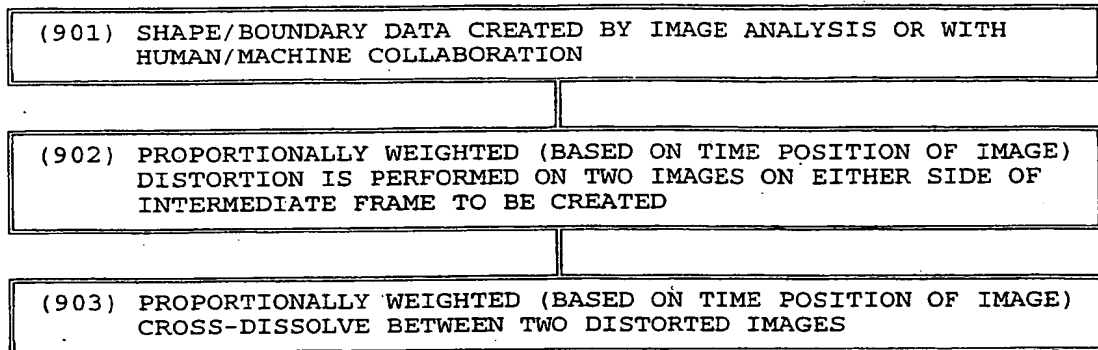 (901) SHAPE/BOUNDARY DATA CREATED BY IMAGE ANALYSIS OR WITH
HUMAN/MACHINE COLLABORATION
(902) PROPORTIONALLY WEIGHTED (BASED ON TIME POSITION OF IMAGE)
DISTORTION IS PERFORMED ON TWO IMAGES ON EITHER SIDE OF
INTERMEDIATE FRAME TO BE CREATED
(903) PROPORTIONALLY WEIGHTED (BASED ON TIME POSITION OF IMAGE)
CROSS-DISSOLVE BETWEEN TWO DISTORTED IMAGES